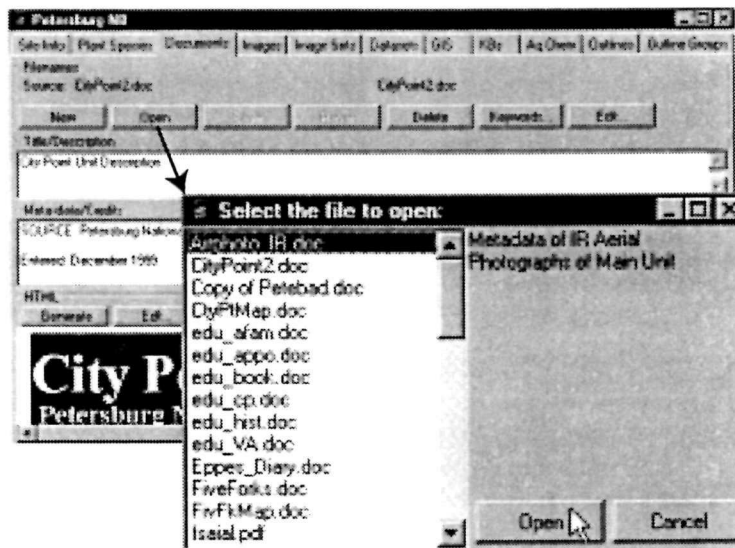 Petersburg NB
Site Info Plant Species Documents Images Image Sets Datasets GIS KBs Aq Chem Outlines Outline Groups
Filenames
Source: CityPoint2.doc CityPoint2.doc
New Open Delete Keywords... Edit...
Title/Description
City Point Unit Description
Metadata/Credits
SOURCE: Petersburg Nationa
Entered: December 1999
HTML
Generate Edit...
City P
Petersburg N
Select the file to open:
Airphoto_IR.doc
CityPoint2.doc
Copy of Petebad.doc
CtyPtMap.doc
edu_afam.doc
edu_appo.doc
edu_book.doc
edu_cp.doc
edu_hist.doc
edu_VA.doc
Eppes_Diary.doc
FiveForks.doc
FivFkMap.doc
fseial.pdf
Metadata of IR Aerial
Photographs of Main Unit
Open Cancel